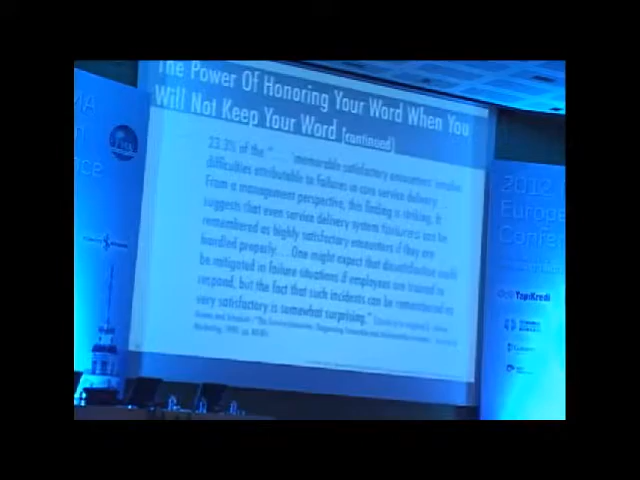 The Power Of Honoring Your Word When You
Will Not Keep Your Word (continued)
23.3% of the "... 'memorable satisfactory encounters' involve
difficulties attributable to failures in core service delivery....
From a management perspective, this finding is striking. It
suggests that even service delivery system failures can be
remembered as highly satisfactory encounters if they are
handled properly.... One might expect that dissatisfaction could
be mitigated in failure situations if employees are trained to
respond, but the fact that such incidents can be remembered as
very satisfactory is somewhat surprising."
Marketing, 1990, pp.
2012
Europe
Confe
YapıKredi